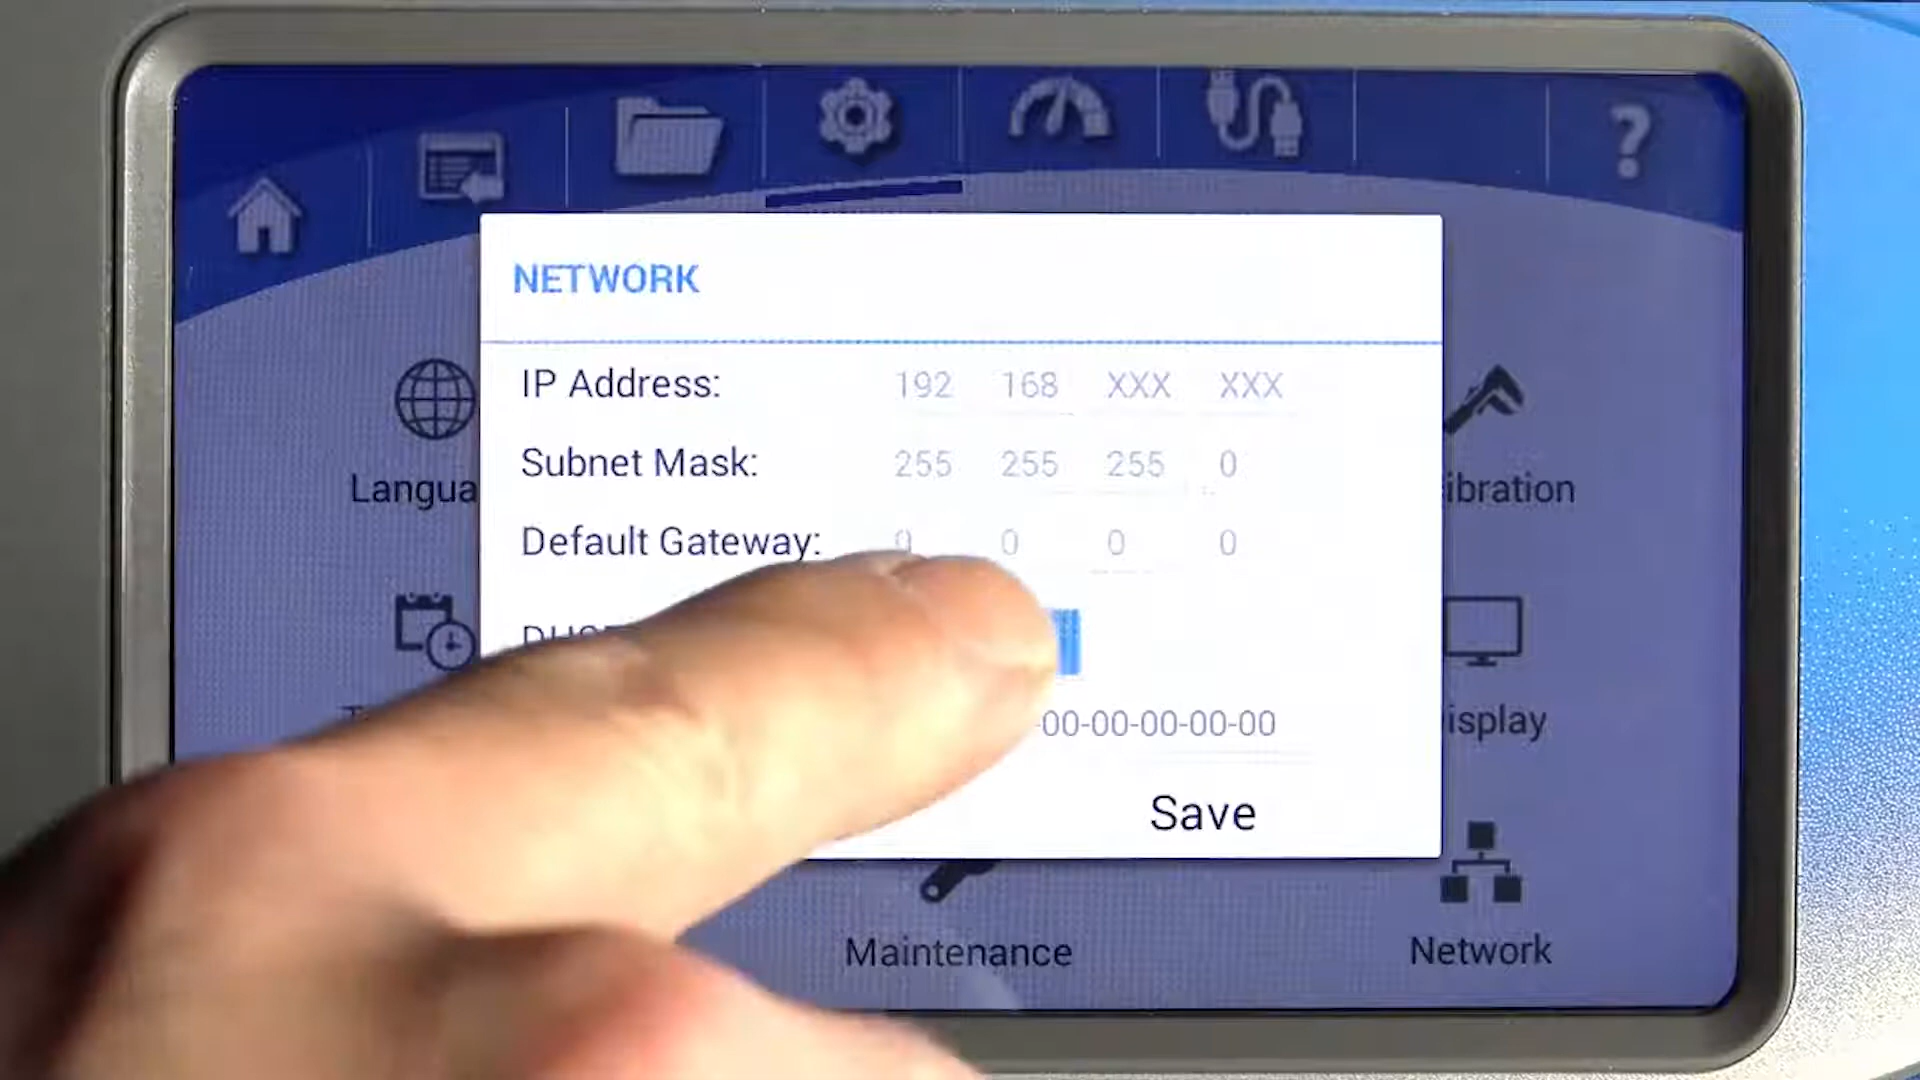 NETWORK
IP Address: 192 168 XXX XXX
Subnet Mask: 255 255 255 0
Default Gateway: 0 0 0 0
-00-00-00-00-00
Save
Langua
ibration
isplay
Maintenance
Network